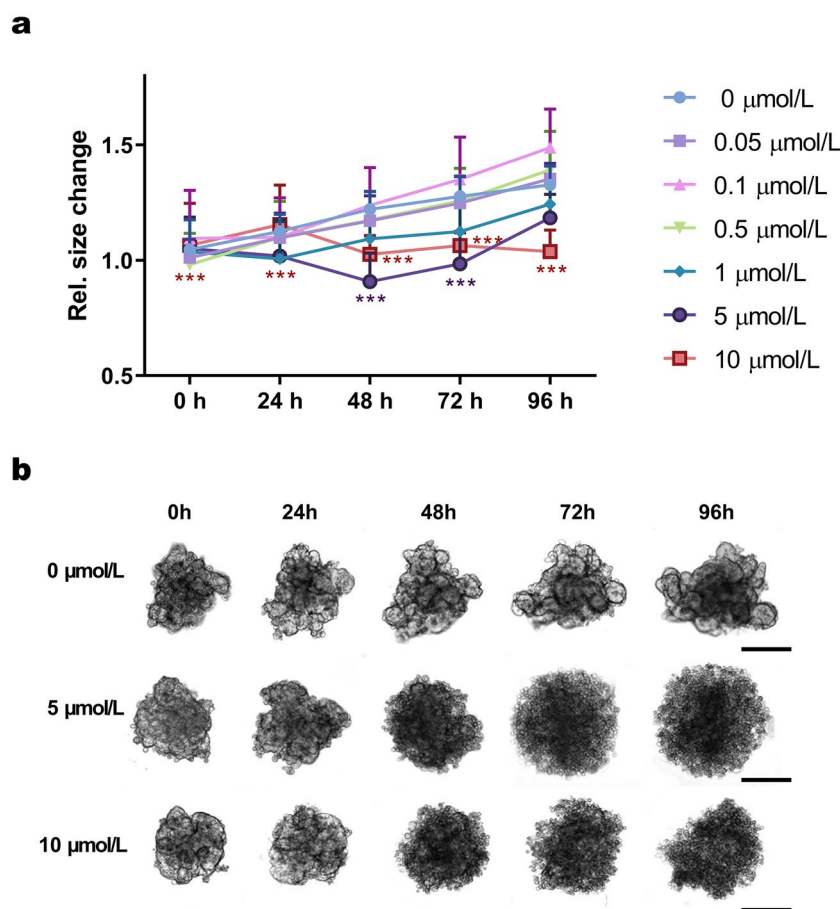 a
Rel. size change
1.5
1.0
0.5
0 h 24 h 48 h 72 h 96 h
*** *** *** *** *** *** ***
0 µmol/L
0.05 µmol/L
0.1 µmol/L
0.5 µmol/L
1 µmol/L
5 µmol/L
10 µmol/L
b
0h 24h 48h 72h 96h
0 µmol/L
5 µmol/L
10 µmol/L